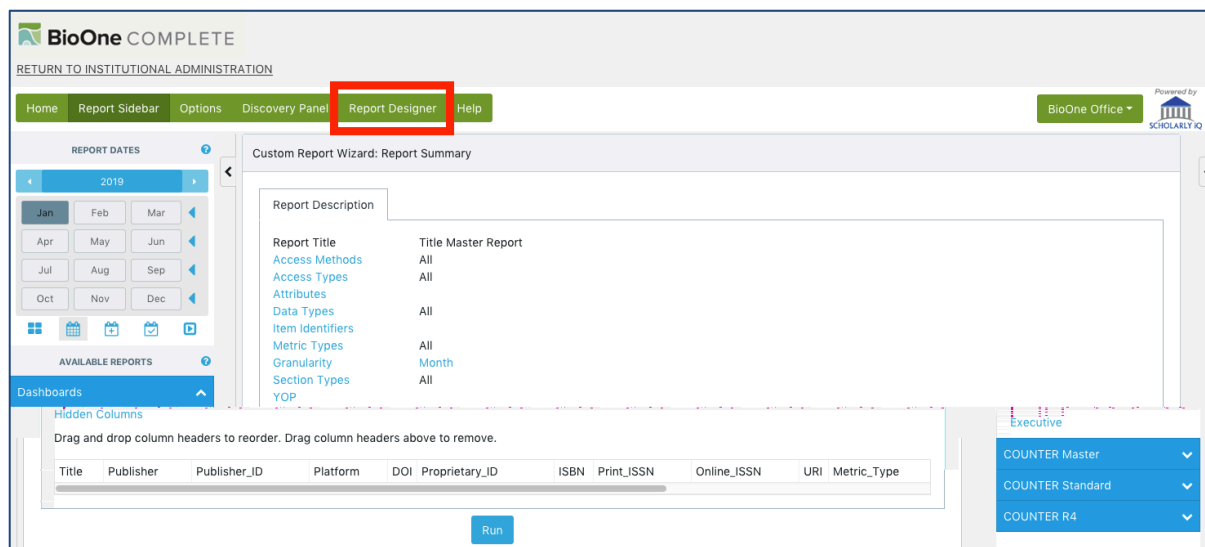 BioOne COMPLETE
RETURN TO INSTITUTIONAL ADMINISTRATION
Home Report Sidebar Options Discovery Panel Report Designer Help BioOne Office
Powered by
SCHOLARLY iQ
REPORT DATES
2019
Jan Feb Mar
Apr May Jun
Jul Aug Sep
Oct Nov Dec
AVAILABLE REPORTS
Dashboards
Custom Report Wizard: Report Summary
Report Description
Report Title Title Master Report
Access Methods All
Access Types All
Attributes
Data Types All
Item Identifiers
Metric Types All
Granularity Month
Section Types All
YOP
Hidden Columns
Drag and drop column headers to reorder. Drag column headers above to remove.
Title Publisher Publisher_ID Platform DOI Proprietary_ID ISBN Print_ISSN Online_ISSN URI Metric_Type
Run
Executive
COUNTER Master
COUNTER Standard
COUNTER R4